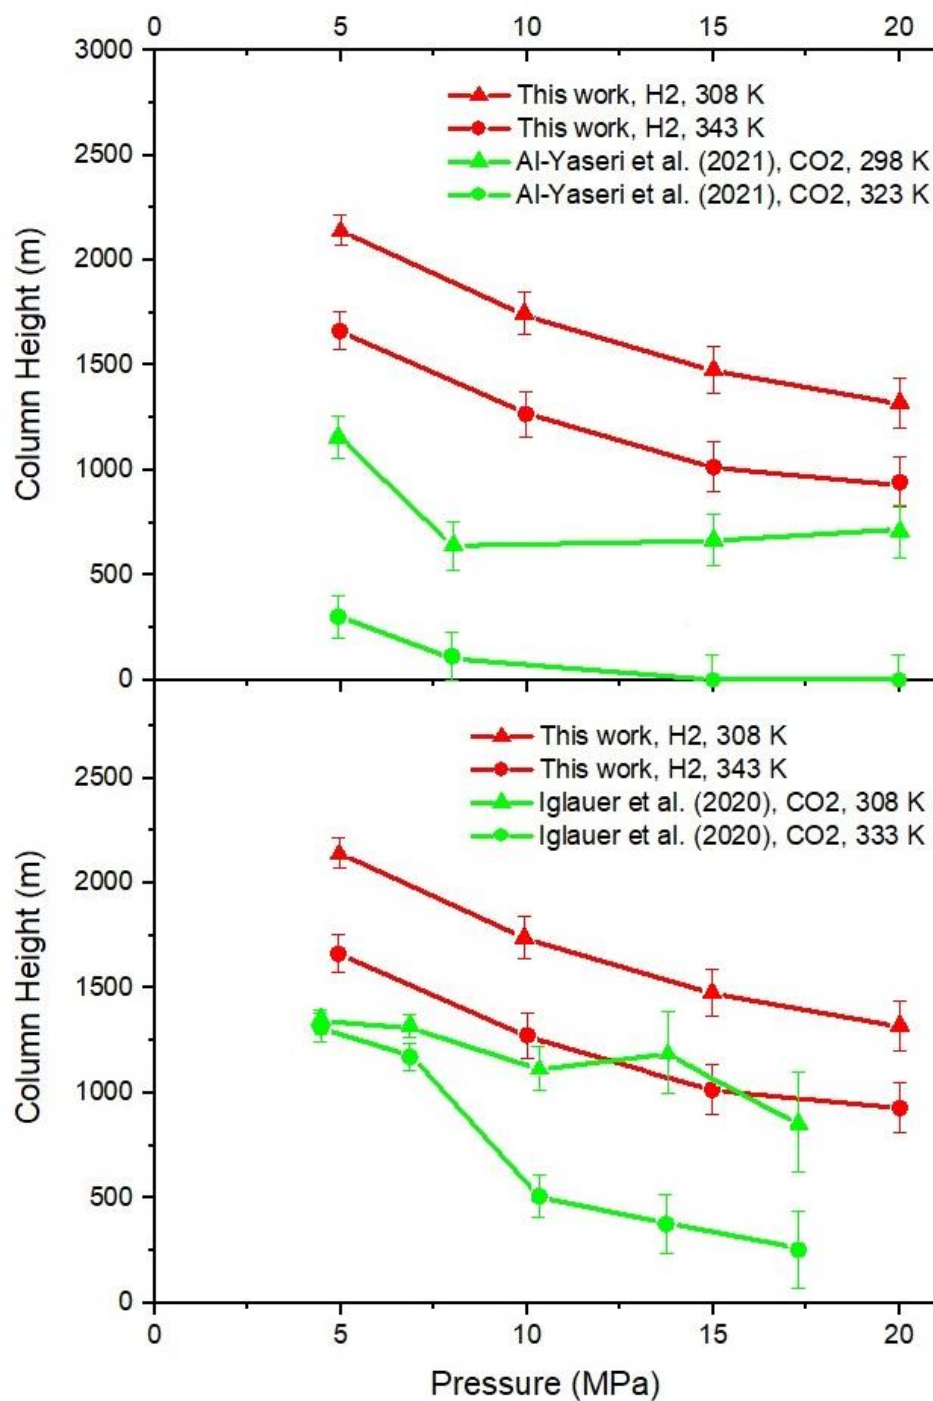 0 5 10 15 20
3000
This work, H2, 308 K
This work, H2, 343 K
2500
Al-Yaseri et al. (2021), CO2, 298 K
Al-Yaseri et al. (2021), CO2, 323 K
2000
Column Height (m)
1500
1000
500
0
This work, H2, 308 K
This work, H2, 343 K
2500
Iglauer et al. (2020), CO2, 308 K
Iglauer et al. (2020), CO2, 333 K
2000
Column Height (m)
1500
1000
500
0
0 5 10 15 20
Pressure (MPa)